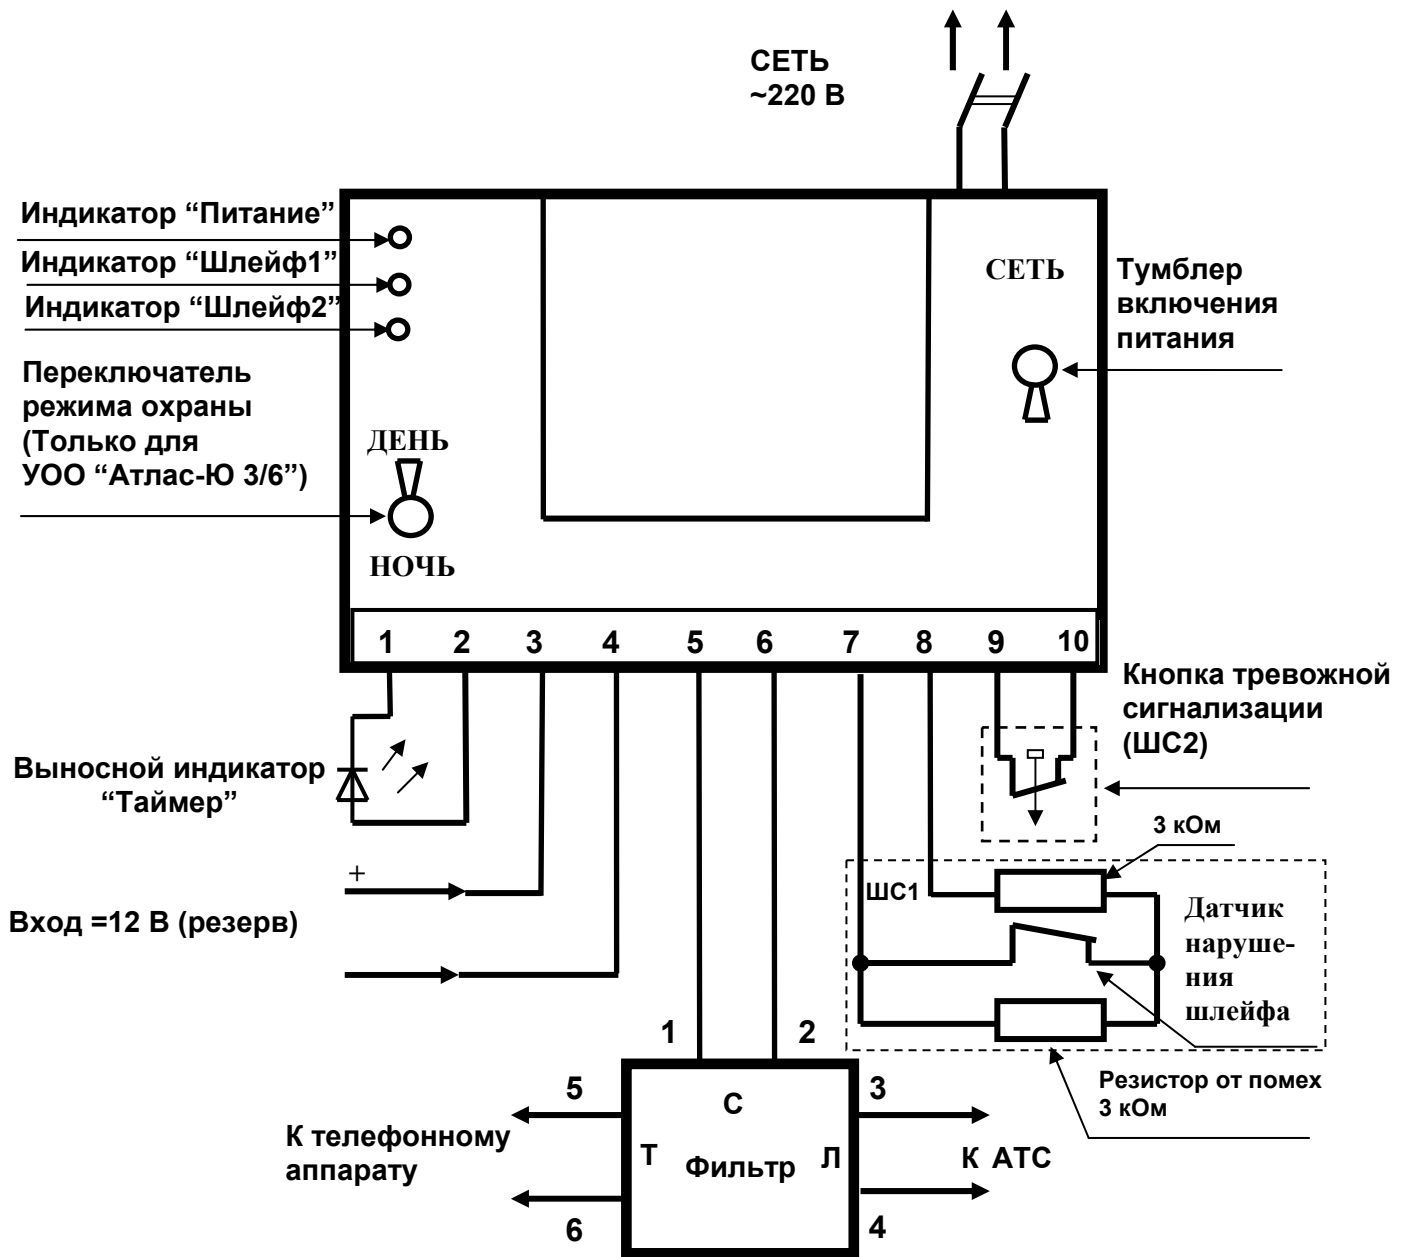 СЕТЬ
~220 В
Индикатор “Питание”
Индикатор “Шлейф1”
Индикатор “Шлейф2”
СЕТЬ
Тумблер
включения
питания
Переключатель
режима охраны
(Только для
УОО “Атлас-Ю 3/6”)
ДЕНЬ
НОЧЬ
1 2 3 4 5 6 7 8 9 10
Кнопка тревожной
сигнализации
(ШС2)
Выносной индикатор
“Таймер”
3 кОм
+
Вход =12 В (резерв)
ШС1
Датчик
наруше-
ния
шлейфа
1 2
Резистор от помех
3 кОм
5 С 3
К телефонному
аппарату
Т Фильтр Л
К АТС
6 4